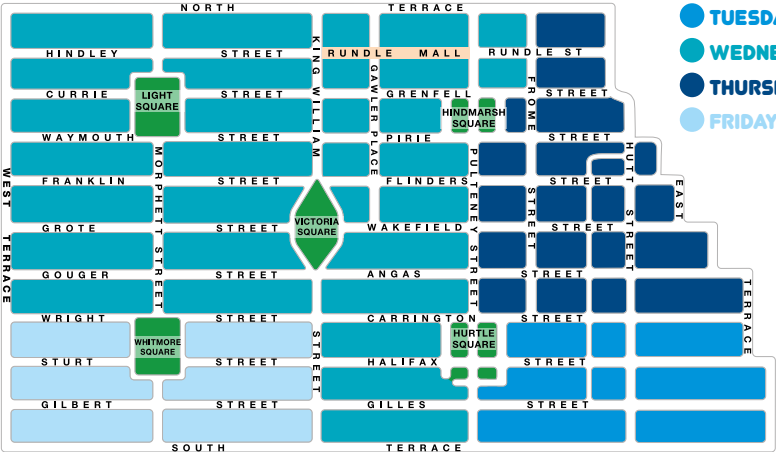 NORTH TERRACE
TUESDA
HINDLEY STREET RUNDLE MALL RUNDLE ST
WEDNE
LIGHT
SQUARE
CURRIE STREET GRENFELL STREET
THURS
HINDMARSH
SQUARE
FRIDAY
WAYMOUTH STREET PIRIE STREET
FRANKLIN STREET FLINDERS STREET
VICTORIA
SQUARE
GROTE STREET WAKEFIELD STREET
GOUGER STREET ANGAS STREET
WRIGHT STREET CARRINGTON STREET
WHITMORE
SQUARE
HURTLE
SQUARE
STURT STREET HALIFAX STREET
GILBERT STREET GILLES STREET
SOUTH TERRACE
WEST TERRACE
MORPHETT STREET
KING WILLIAM STREET
GAWLER PLACE
PULTENEY STREET
FROME STREET
HUTT STREET
EAST TERRACE